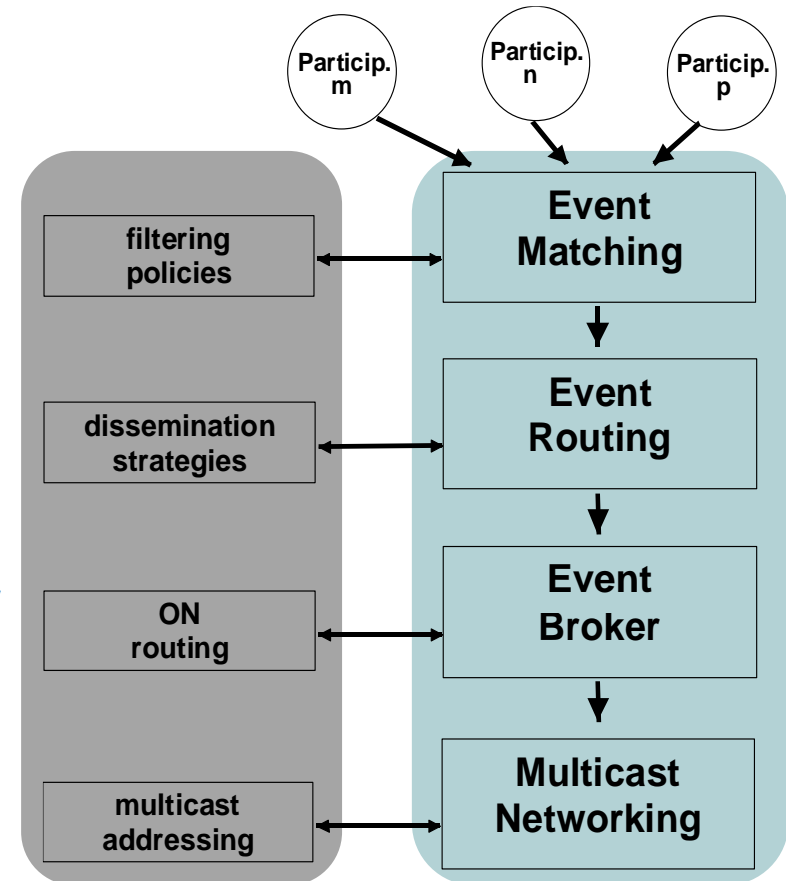 Particip.
m
Particip.
n
Particip.
p
filtering
policies
Event
Matching
dissemination
strategies
Event
Routing
ON
routing
Event
Broker
multicast
addressing
Multicast
Networking